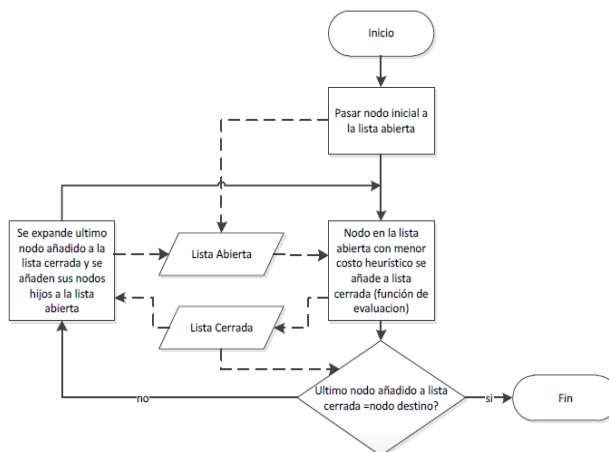 Inicio
Pasar nodo inicial a
la lista abierta
Se expande ultimo
nodo añadido a la
lista cerrada y se
añaden sus nodos
hijos a la lista
abierta
Lista Abierta
Nodo en la lista
abierta con menor
costo heurístico se
añade a lista
cerrada (función de
evaluacion)
Lista Cerrada
Ultimo nodo añadido a lista
cerrada =nodo destino?
no
si
Fin